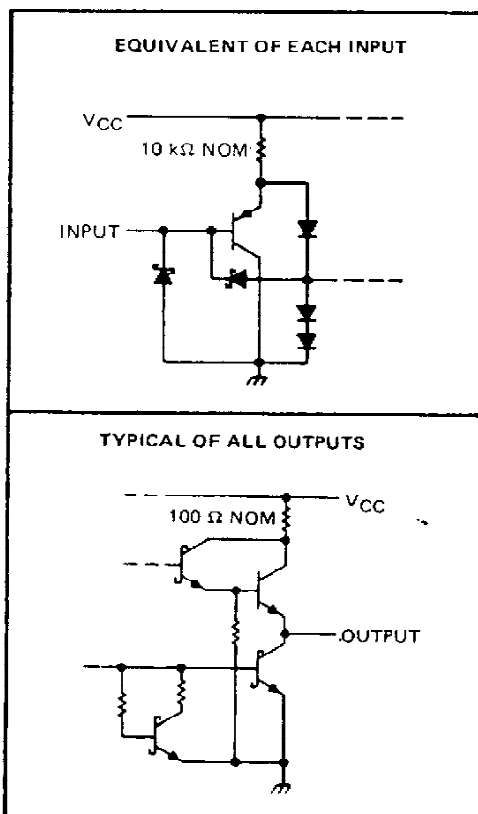 EQUIVALENT OF EACH INPUT
VCC
10 kΩ NOM
INPUT
TYPICAL OF ALL OUTPUTS
VCC
100 Ω NOM
OUTPUT